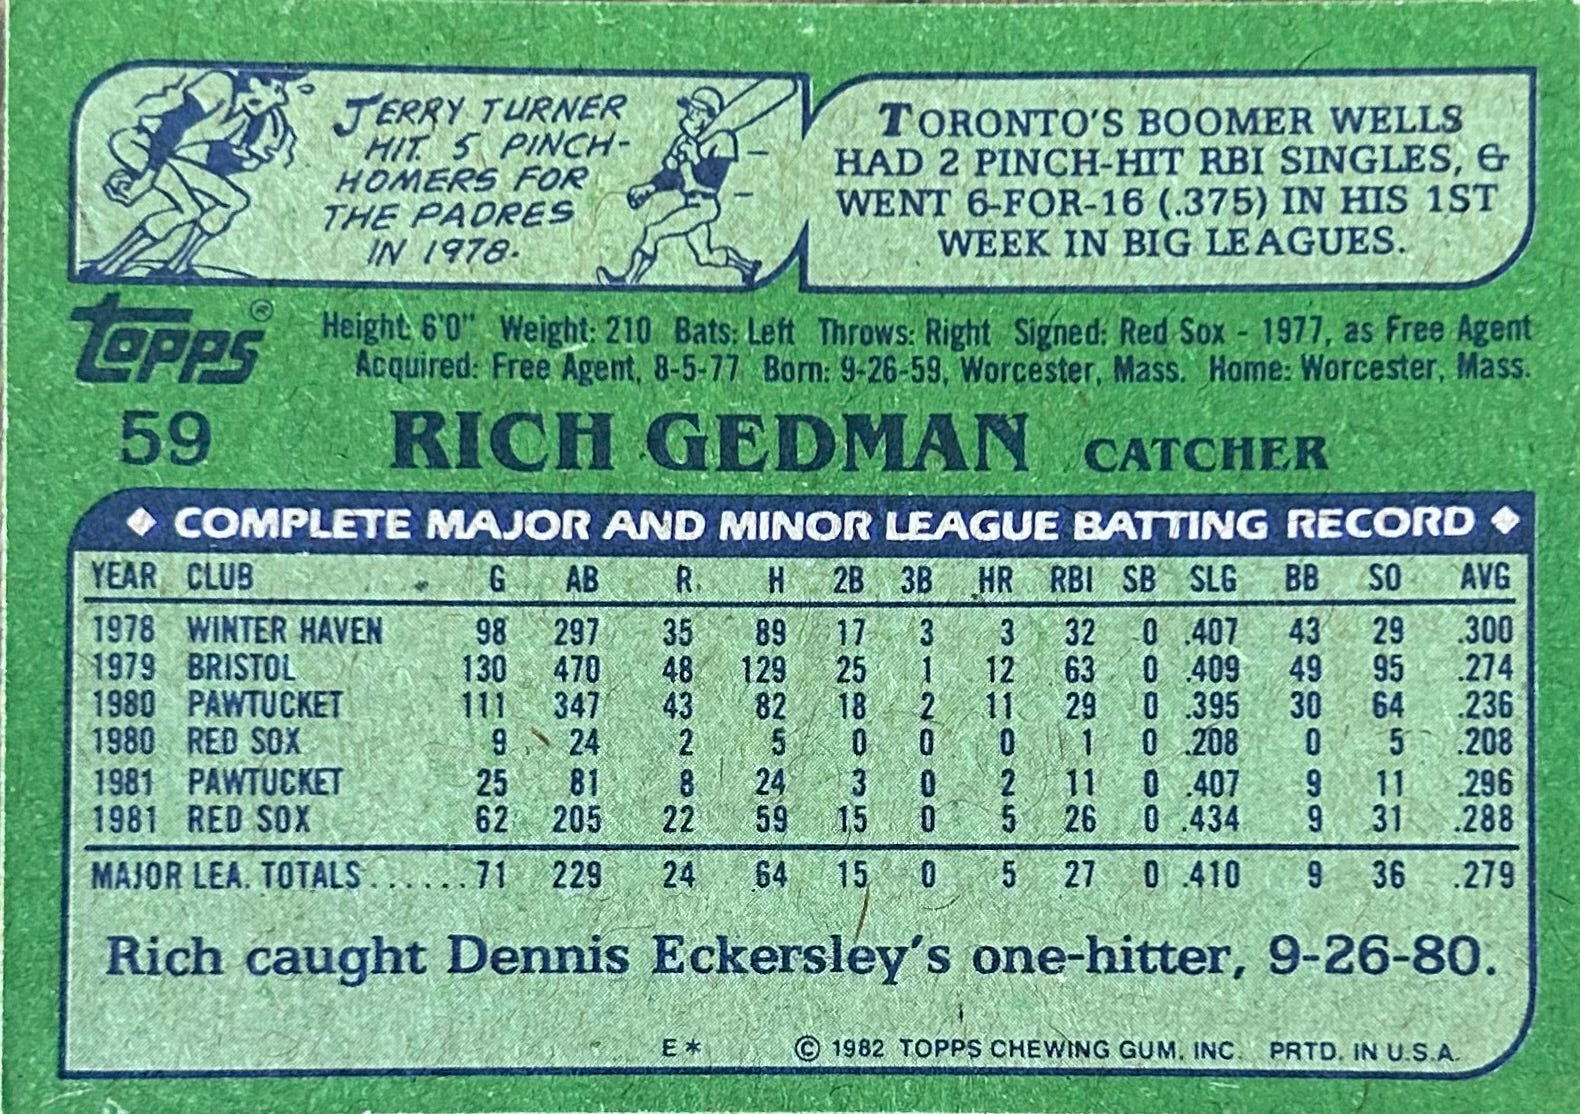 JERRY TURNER
HIT 5 PINCH-
HOMERS FOR
THE PADRES
IN 1978.
TORONTO'S BOOMER WELLS
HAD 2 PINCH-HIT RBI SINGLES, &
WENT 6-FOR-16 (.375) IN HIS 1ST
WEEK IN BIG LEAGUES.
Topps®
Height: 6'0" Weight: 210 Bats: Left Throws: Right Signed: Red Sox - 1977, as Free Agent
Acquired: Free Agent, 8-5-77 Born: 9-26-59, Worcester, Mass. Home: Worcester, Mass.
59 RICH GEDMAN CATCHER
◆ COMPLETE MAJOR AND MINOR LEAGUE BATTING RECORD ◆
YEAR CLUB G AB R H 2B 3B HR RBI SB SLG BB SO AVG
1978 WINTER HAVEN 98 297 35 89 17 3 3 32 0 .407 43 29 .300
1979 BRISTOL 130 470 48 129 25 1 12 63 0 .409 49 95 .274
1980 PAWTUCKET 111 347 43 82 18 2 11 29 0 .395 30 64 .236
1980 RED SOX 9 24 2 5 0 0 0 1 0 .208 0 5 .208
1981 PAWTUCKET 25 81 8 24 3 0 2 11 0 .407 9 11 .296
1981 RED SOX 62 205 22 59 15 0 5 26 0 .434 9 31 .288
MAJOR LEA. TOTALS......71 229 24 64 15 0 5 27 0 .410 9 36 .279
Rich caught Dennis Eckersley's one-hitter, 9-26-80.
E* © 1982 TOPPS CHEWING GUM, INC. PRTD. IN U.S.A.